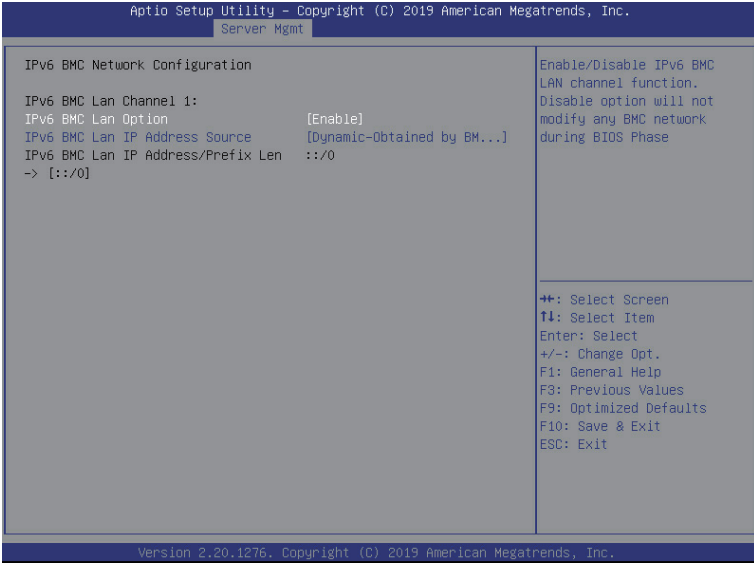 Aptio Setup Utility – Copyright (C) 2019 American Megatrends, Inc.
Server Mgmt
IPv6 BMC Network Configuration
IPv6 BMC Lan Channel 1:
IPv6 BMC Lan Option [Enable]
IPv6 BMC Lan IP Address Source [Dynamic-Obtained by BM...]
IPv6 BMC Lan IP Address/Prefix Len ::/0
-> [::/0]
Enable/Disable IPv6 BMC
LAN channel function.
Disable option will not
modify any BMC network
during BIOS Phase
→←: Select Screen
↑↓: Select Item
Enter: Select
+/-: Change Opt.
F1: General Help
F3: Previous Values
F9: Optimized Defaults
F10: Save & Exit
ESC: Exit
Version 2.20.1276. Copyright (C) 2019 American Megatrends, Inc.